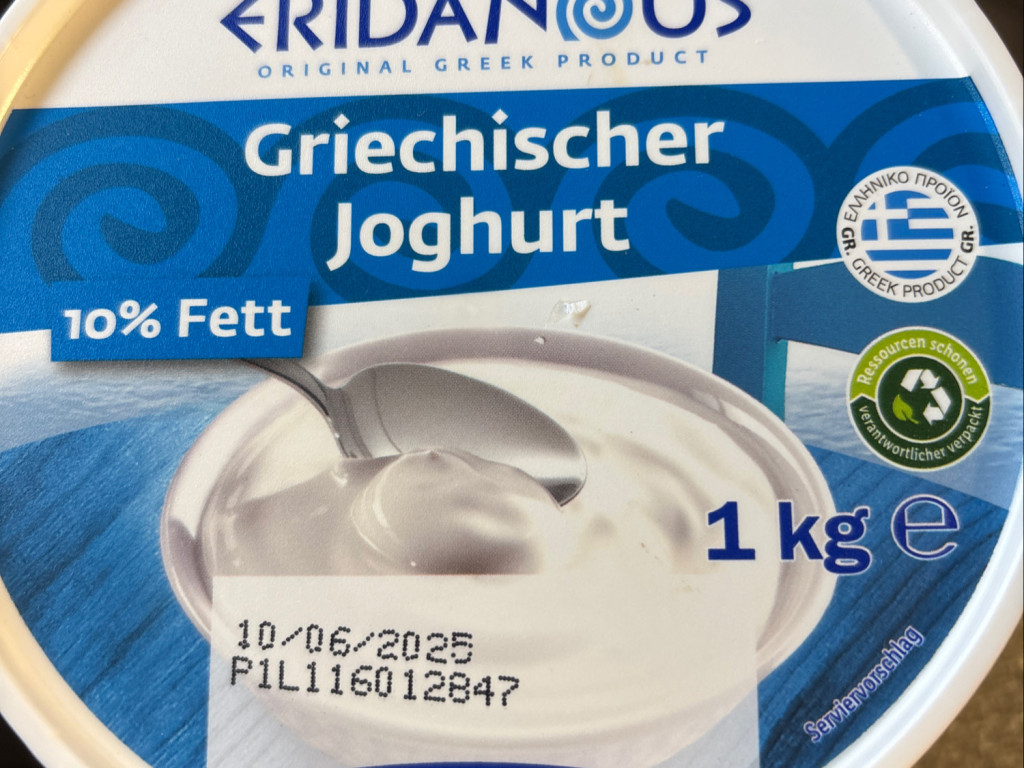 ERIDANOUS
ORIGINAL GREEK PRODUCT
Griechischer
Joghurt
10% Fett
ΕΛΛΗΝΙΚΟ ΠΡΟΪΟΝ
GR. GREEK PRODUCT GR.
Ressourcen schonen
verantwortlicher verpackt
1 kg ℮
10/06/2025
P1L116012847
Serviervorschlag